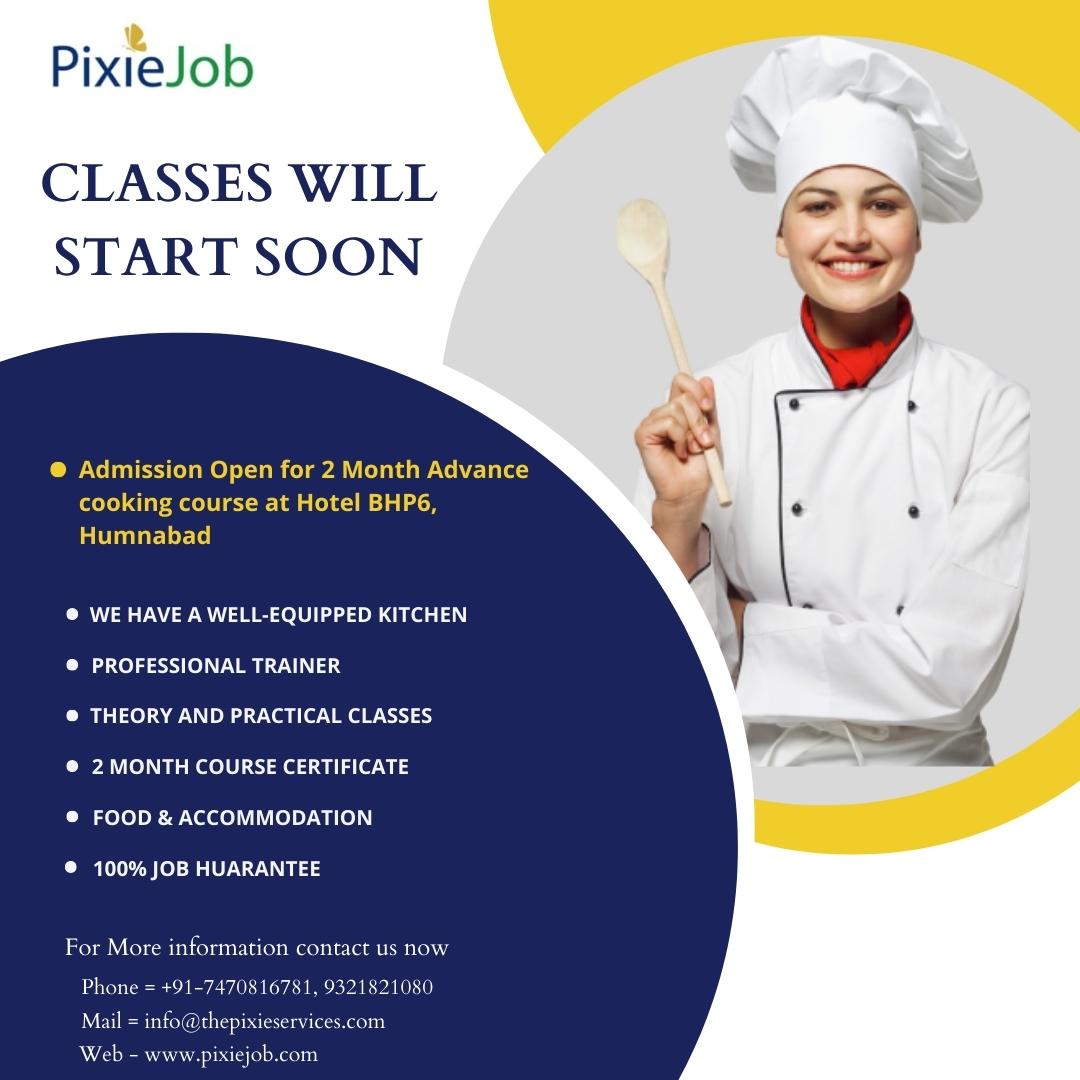 PixieJob
CLASSES WILL
START SOON
Admission Open for 2 Month Advance
cooking course at Hotel BHP6,
Humnabad
WE HAVE A WELL-EQUIPPED KITCHEN
PROFESSIONAL TRAINER
THEORY AND PRACTICAL CLASSES
2 MONTH COURSE CERTIFICATE
FOOD & ACCOMMODATION
100% JOB HUARANTEE
For More information contact us now
Phone = +91-7470816781, 9321821080
Mail = info@thepixieservices.com
Web - www.pixiejob.com